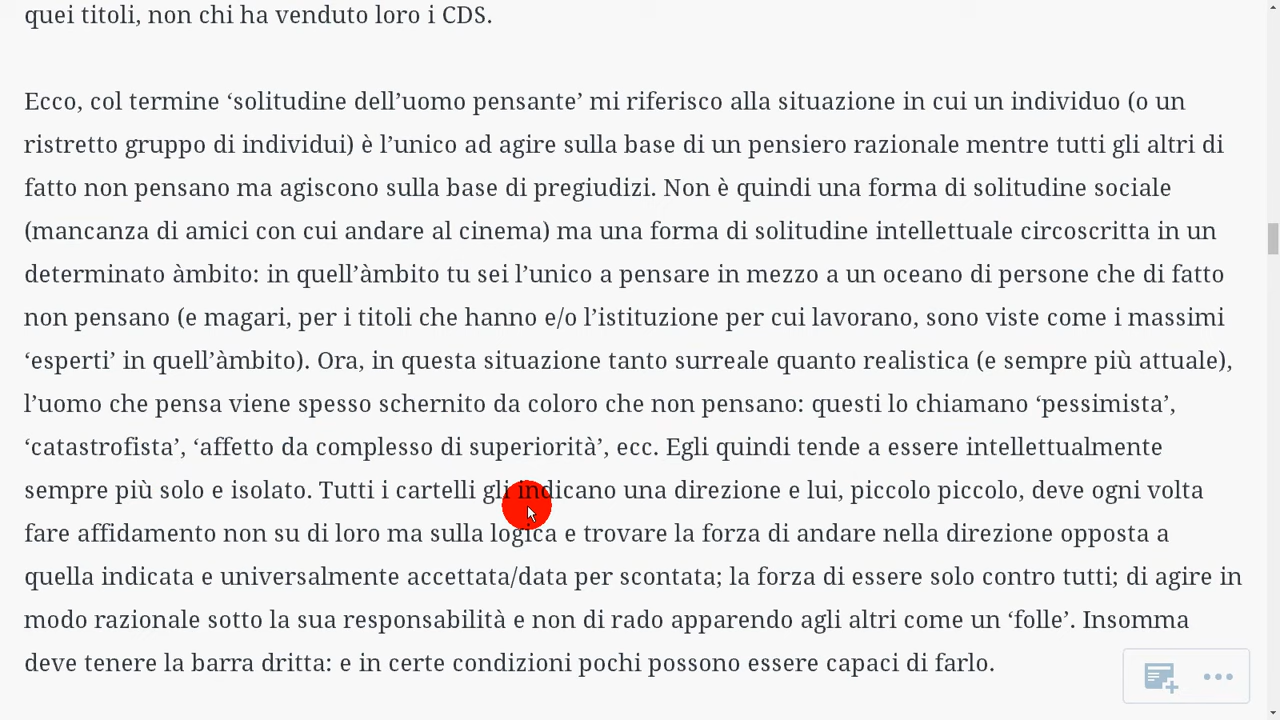 quei titoli, non chi ha venduto loro i CDS.
Ecco, col termine ‘solitudine dell’uomo pensante’ mi riferisco alla situazione in cui un individuo (o un
ristretto gruppo di individui) è l’unico ad agire sulla base di un pensiero razionale mentre tutti gli altri di
fatto non pensano ma agiscono sulla base di pregiudizi. Non è quindi una forma di solitudine sociale
(mancanza di amici con cui andare al cinema) ma una forma di solitudine intellettuale circoscritta in un
determinato àmbito: in quell’àmbito tu sei l’unico a pensare in mezzo a un oceano di persone che di fatto
non pensano (e magari, per i titoli che hanno e/o l’istituzione per cui lavorano, sono viste come i massimi
‘esperti’ in quell’àmbito). Ora, in questa situazione tanto surreale quanto realistica (e sempre più attuale),
l’uomo che pensa viene spesso schernito da coloro che non pensano: questi lo chiamano ‘pessimista’,
‘catastrofista’, ‘affetto da complesso di superiorità’, ecc. Egli quindi tende a essere intellettualmente
sempre più solo e isolato. Tutti i cartelli gli indicano una direzione e lui, piccolo piccolo, deve ogni volta
fare affidamento non su di loro ma sulla logica e trovare la forza di andare nella direzione opposta a
quella indicata e universalmente accettata/data per scontata; la forza di essere solo contro tutti; di agire in
modo razionale sotto la sua responsabilità e non di rado apparendo agli altri come un ‘folle’. Insomma
deve tenere la barra dritta: e in certe condizioni pochi possono essere capaci di farlo.